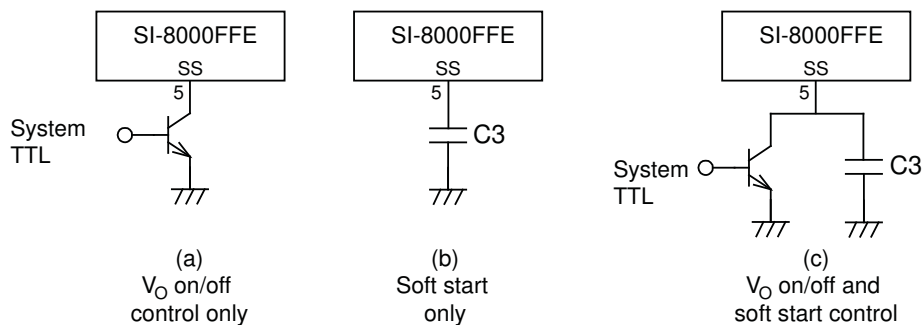 SI-8000FFE
SS
5
System
TTL
(a)
VO on/off
control only
SI-8000FFE
SS
5
C3
(b)
Soft start
only
SI-8000FFE
SS
5
System
TTL
C3
(c)
VO on/off and
soft start control